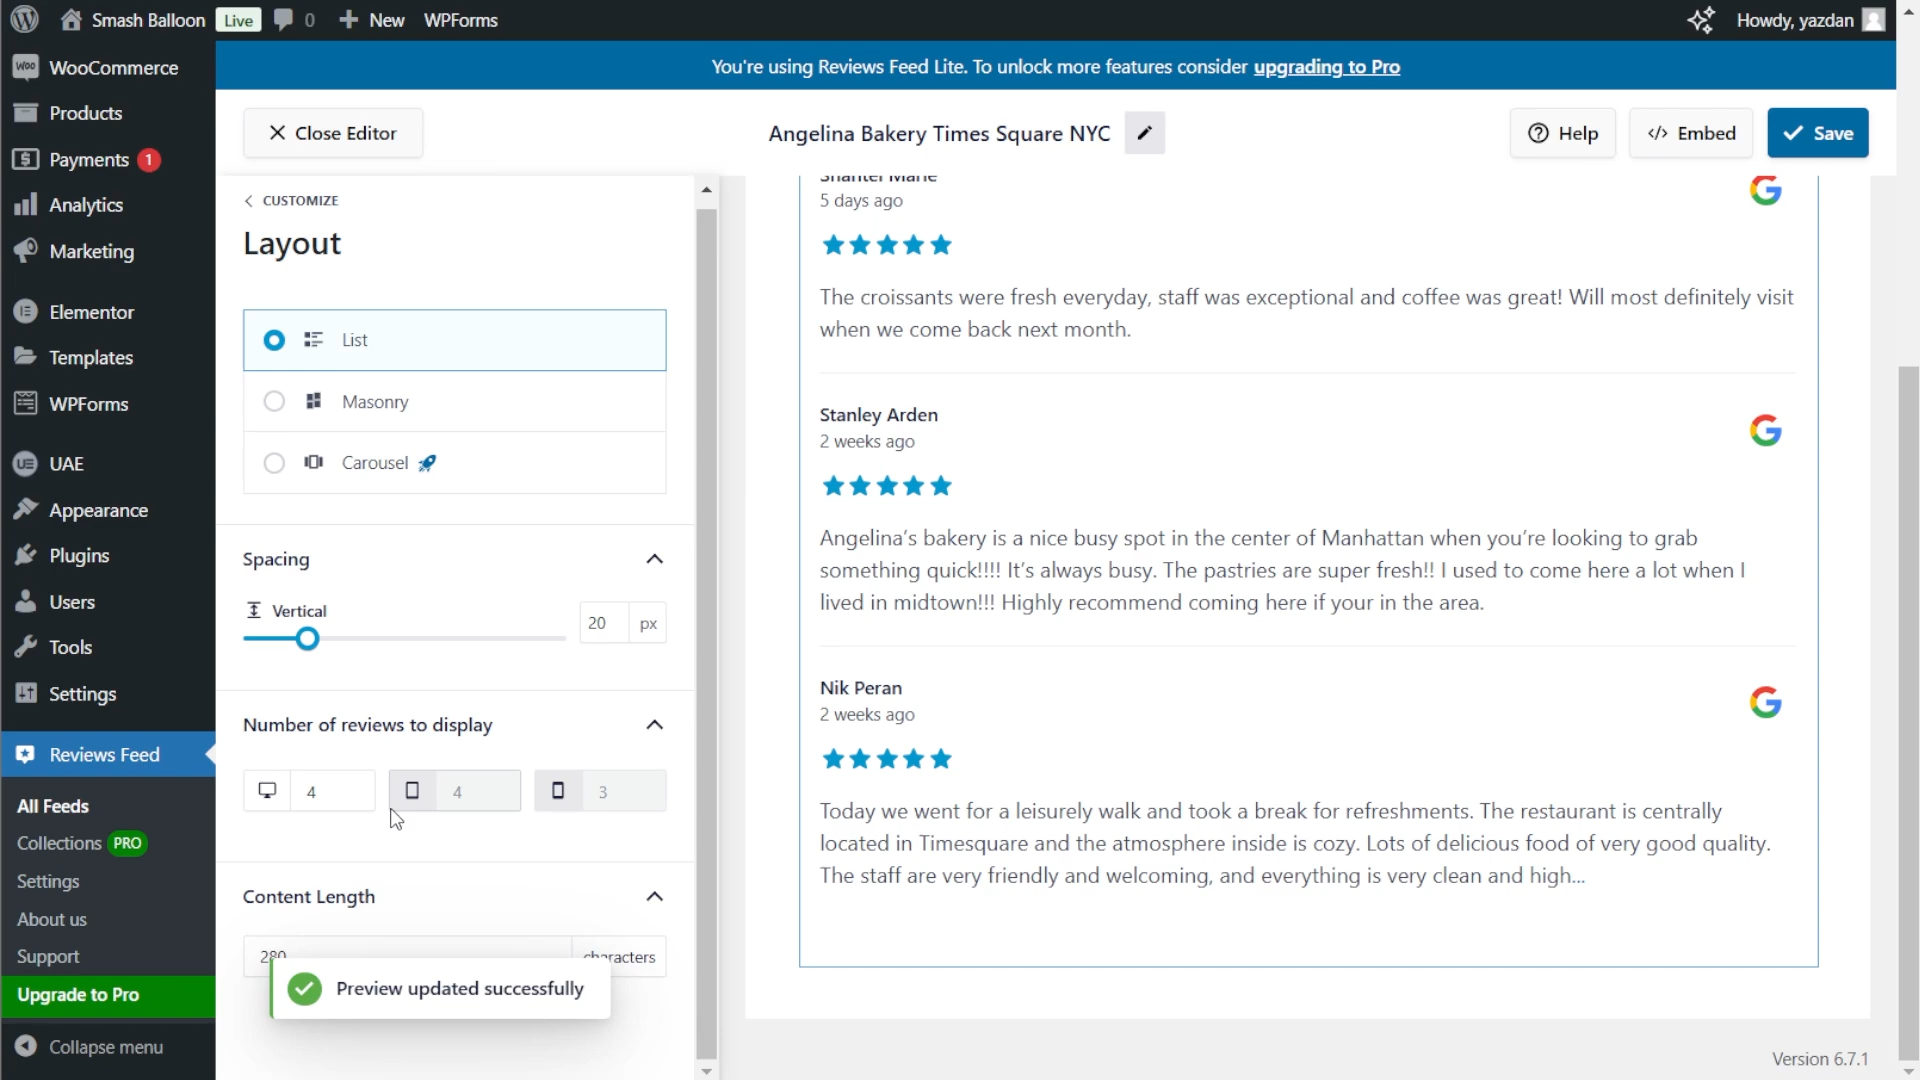 Smash Balloon Live 0 New WPForms Howdy, yazdan
WooCommerce
Products
Payments 1
Analytics
Marketing
Elementor
Templates
WPForms
UAE
Appearance
Plugins
Users
Tools
Settings
Reviews Feed
All Feeds
Collections PRO
Settings
About us
Support
Upgrade to Pro
Collapse menu
You're using Reviews Feed Lite. To unlock more features consider upgrading to Pro
Close Editor
Angelina Bakery Times Square NYC
Help
Embed
Save
CUSTOMIZE
Layout
List
Masonry
Carousel
Spacing
Vertical
20 px
Number of reviews to display
4 4 3
Content Length
280 characters
Preview updated successfully
Shantel Marie
5 days ago
The croissants were fresh everyday, staff was exceptional and coffee was great! Will most definitely visit
when we come back next month.
Stanley Arden
2 weeks ago
Angelina's bakery is a nice busy spot in the center of Manhattan when you're looking to grab
something quick!!!! It's always busy. The pastries are super fresh!! I used to come here a lot when I
lived in midtown!!! Highly recommend coming here if your in the area.
Nik Peran
2 weeks ago
Today we went for a leisurely walk and took a break for refreshments. The restaurant is centrally
located in Timesquare and the atmosphere inside is cozy. Lots of delicious food of very good quality.
The staff are very friendly and welcoming, and everything is very clean and high...
Version 6.7.1